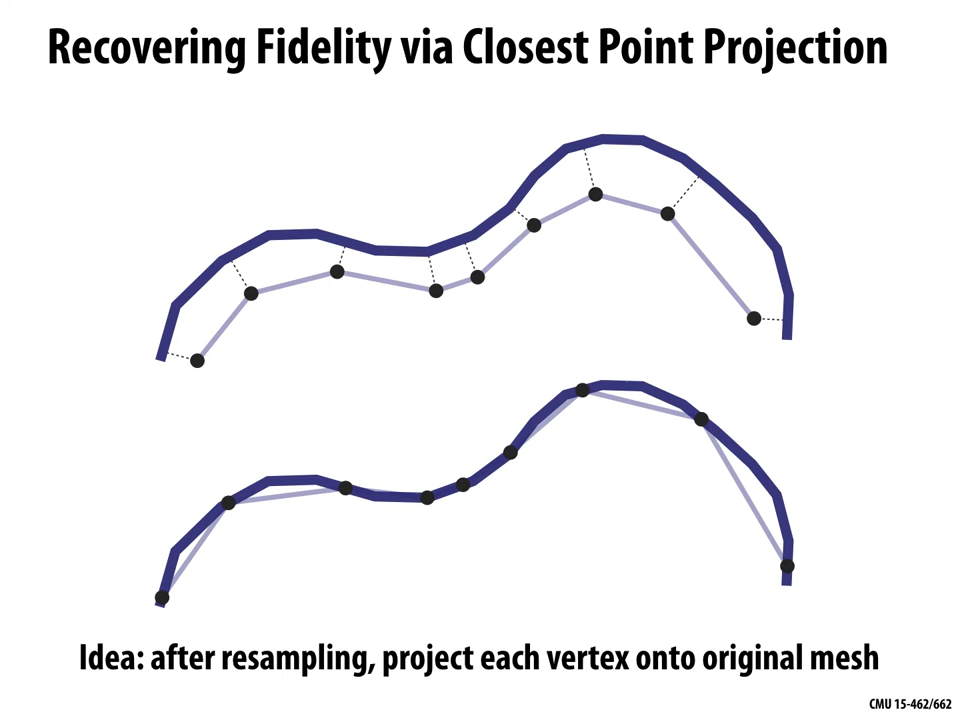 Recovering Fidelity via Closest Point Projection
Idea: after resampling, project each vertex onto original mesh
CMU 15-462/662